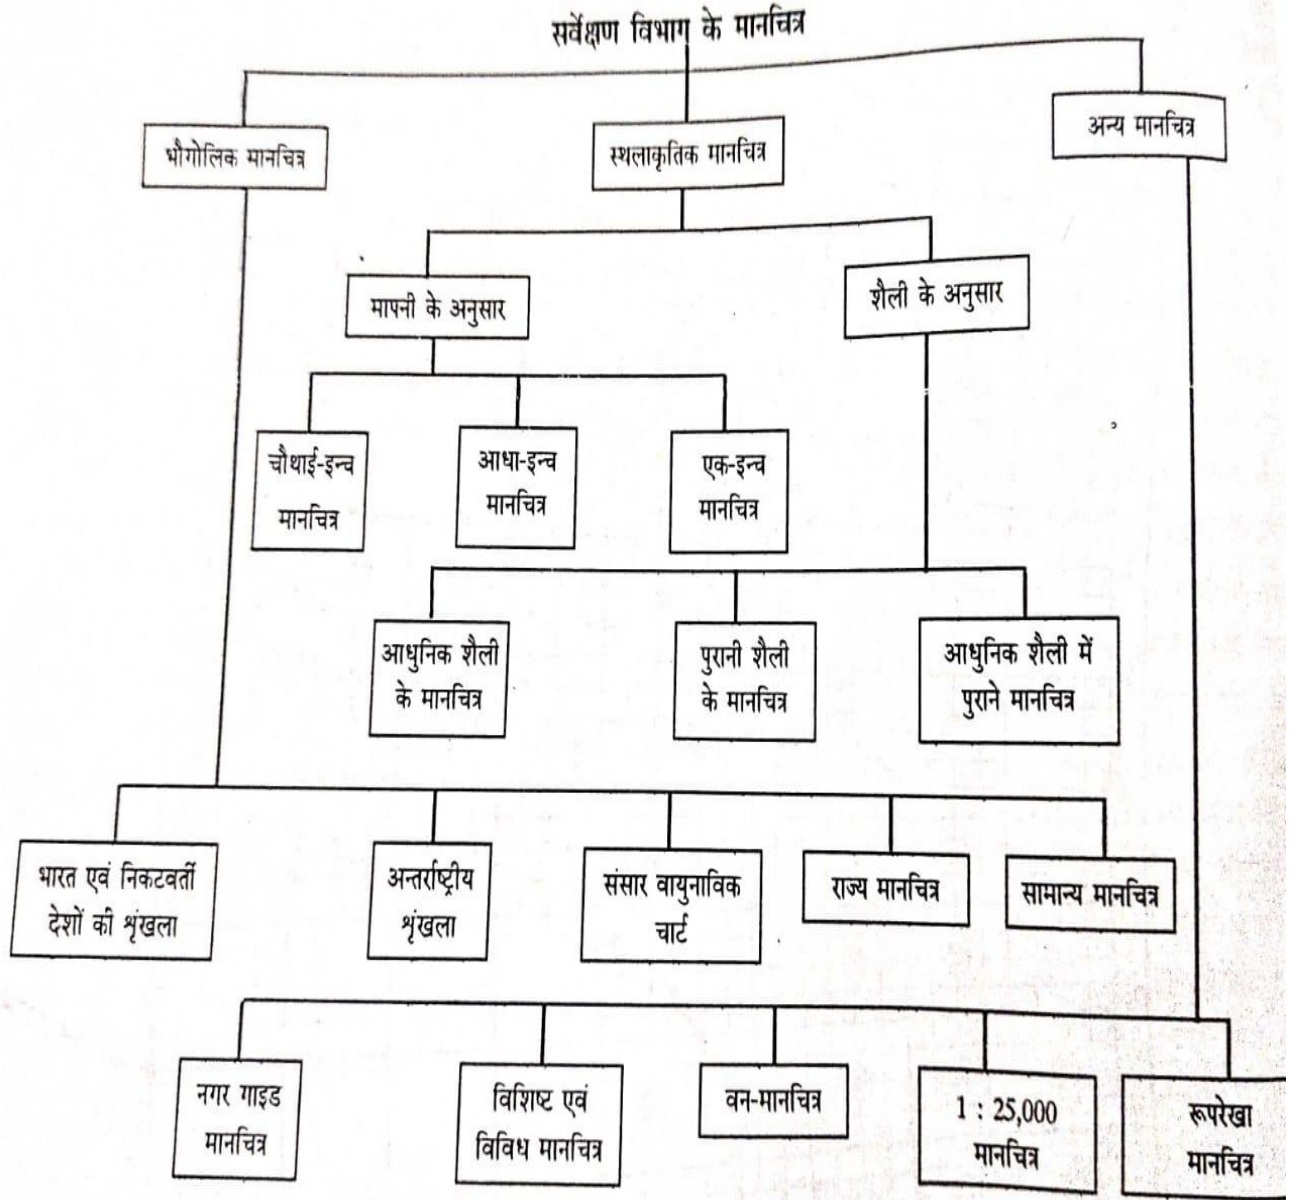 सर्वेक्षण विभाग के मानचित्र
भौगोलिक मानचित्र
स्थलाकृतिक मानचित्र
अन्य मानचित्र
मापनी के अनुसार
शैली के अनुसार
चौथाई-इन्च
मानचित्र
आधा-इन्च
मानचित्र
एक-इन्च
मानचित्र
आधुनिक शैली
के मानचित्र
पुरानी शैली
के मानचित्र
आधुनिक शैली में
पुराने मानचित्र
भारत एवं निकटवर्ती
देशों की शृंखला
अन्तर्राष्ट्रीय
शृंखला
संसार वायुनाविक
चार्ट
राज्य मानचित्र
सामान्य मानचित्र
नगर गाइड
मानचित्र
विशिष्ट एवं
विविध मानचित्र
वन-मानचित्र
1 : 25,000
मानचित्र
रूपरेखा
मानचित्र